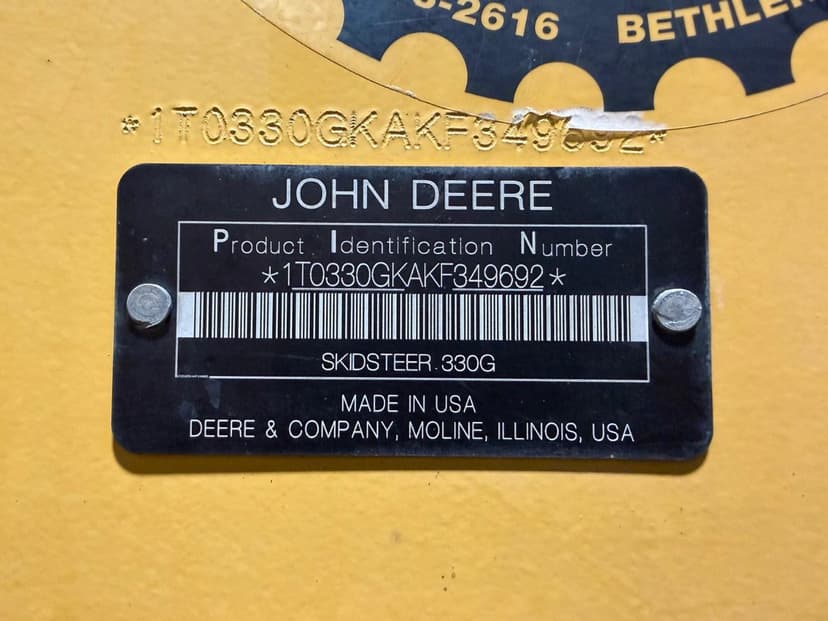 -2616 BETHLE
*1T0330GKAKF349692*
JOHN DEERE
Product Identification Number
*1T0330GKAKF349692*
SKIDSTEER 330G
MADE IN USA
DEERE & COMPANY, MOLINE, ILLINOIS, USA